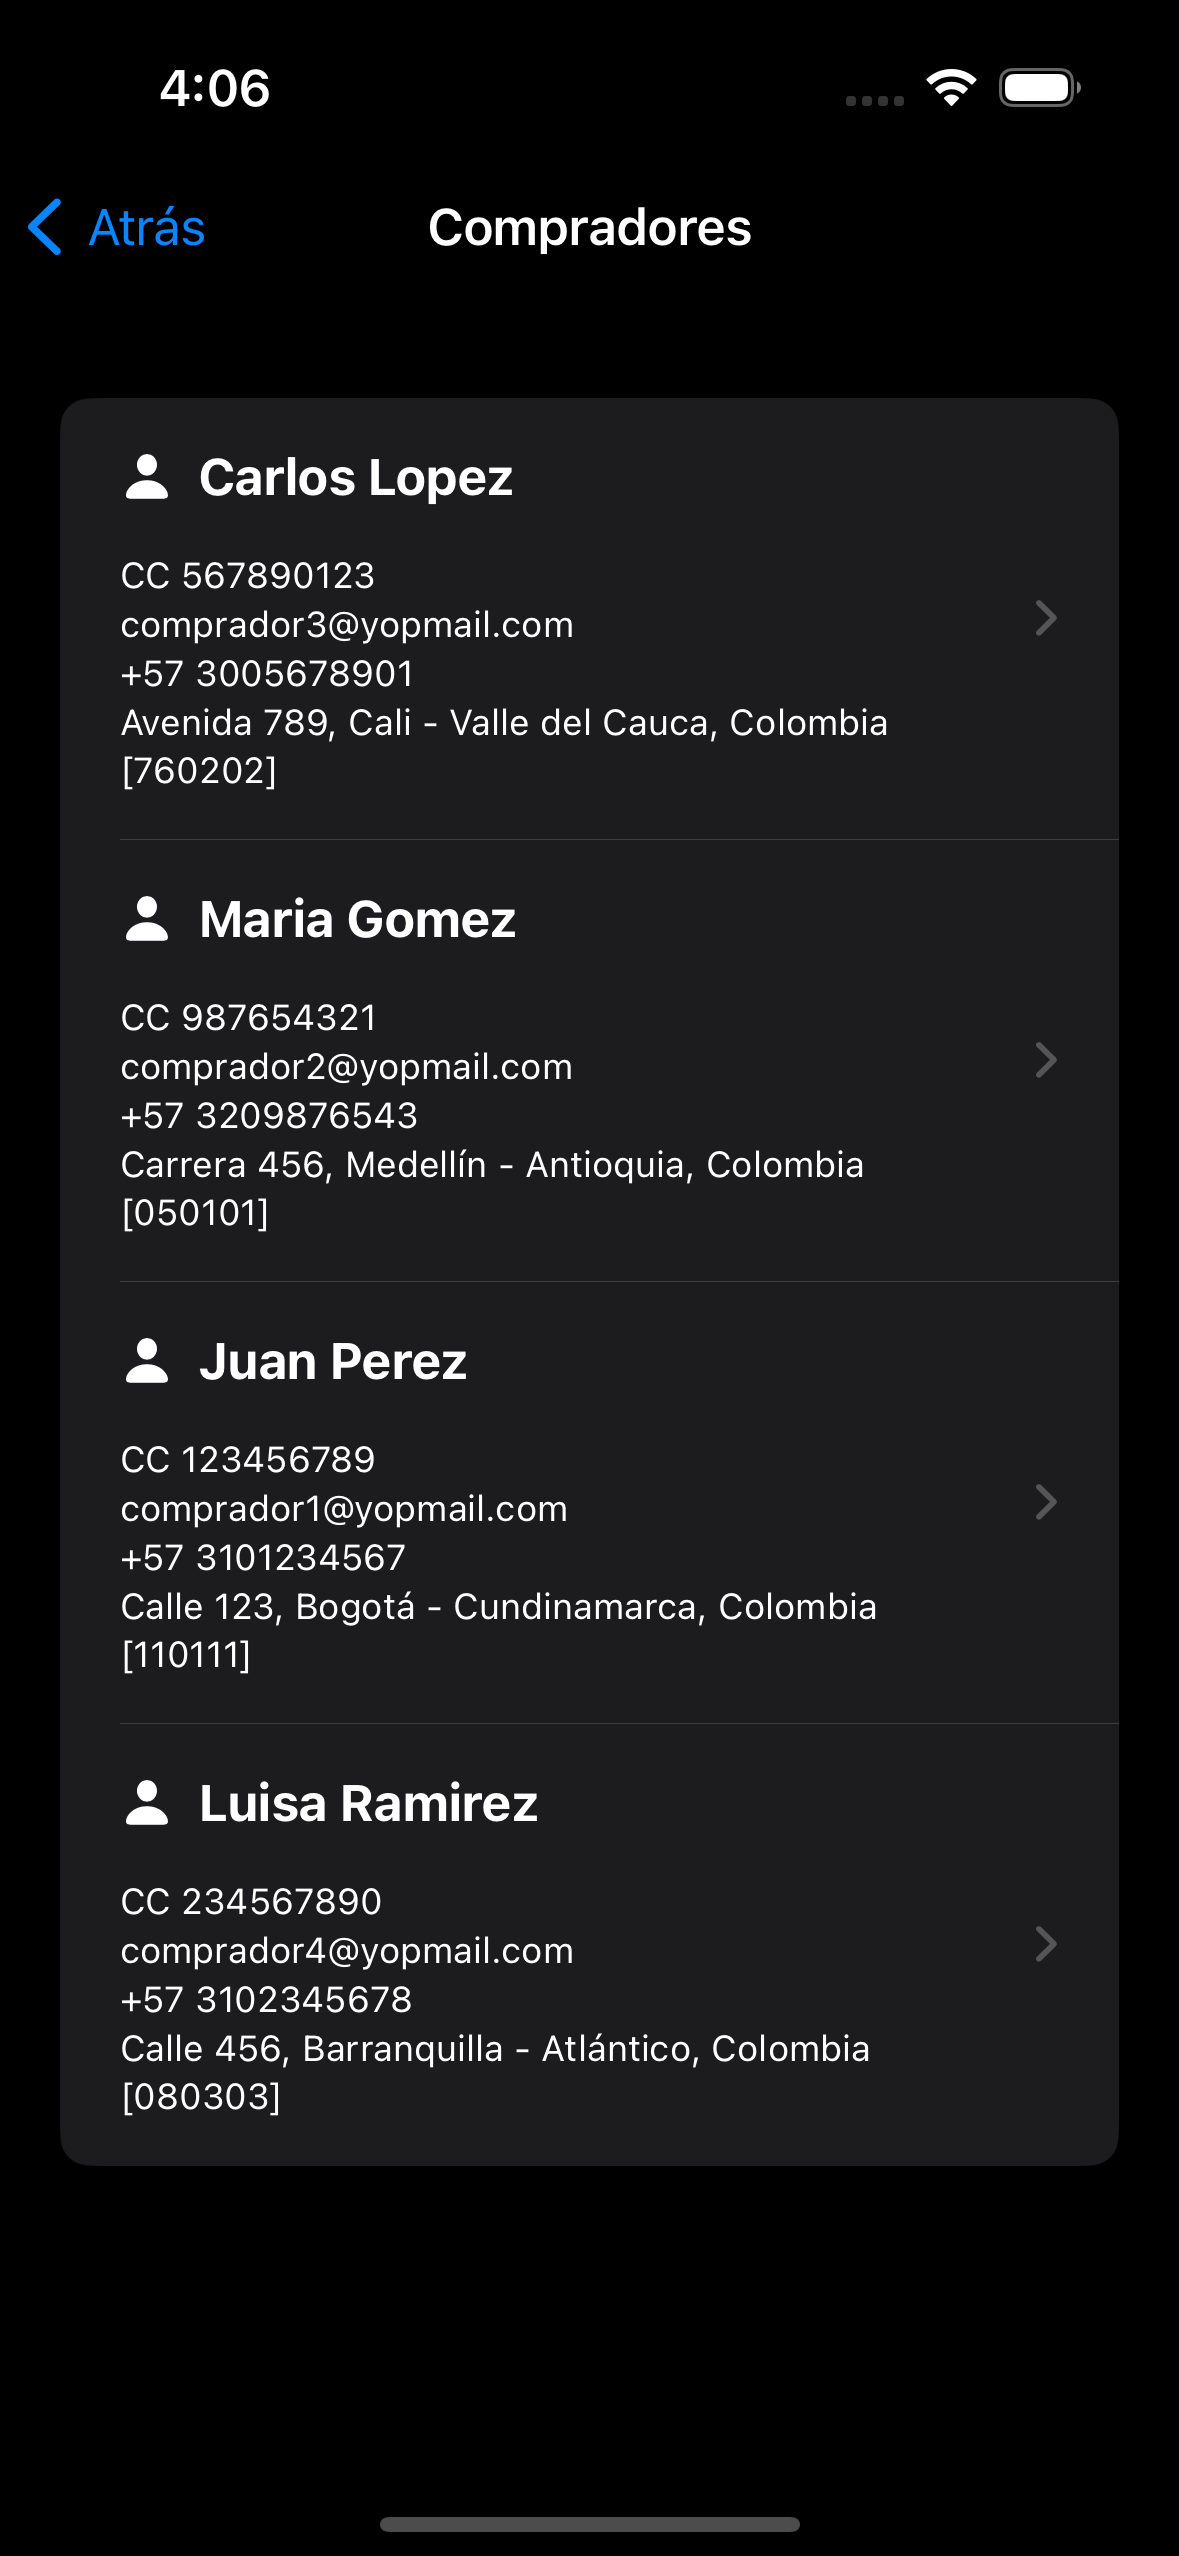 4:06
Atrás
Compradores
Carlos Lopez
CC 567890123
comprador3@yopmail.com
+57 3005678901
Avenida 789, Cali - Valle del Cauca, Colombia
[760202]
Maria Gomez
CC 987654321
comprador2@yopmail.com
+57 3209876543
Carrera 456, Medellín - Antioquia, Colombia
[050101]
Juan Perez
CC 123456789
comprador1@yopmail.com
+57 3101234567
Calle 123, Bogotá - Cundinamarca, Colombia
[110111]
Luisa Ramirez
CC 234567890
comprador4@yopmail.com
+57 3102345678
Calle 456, Barranquilla - Atlántico, Colombia
[080303]